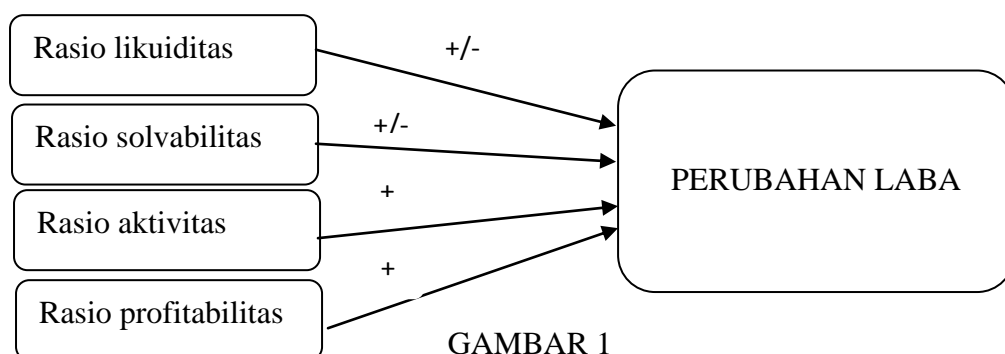 Rasio likuiditas
+/-
Rasio solvabilitas
+/-
PERUBAHAN LABA
Rasio aktivitas
+
Rasio profitabilitas
+
GAMBAR 1